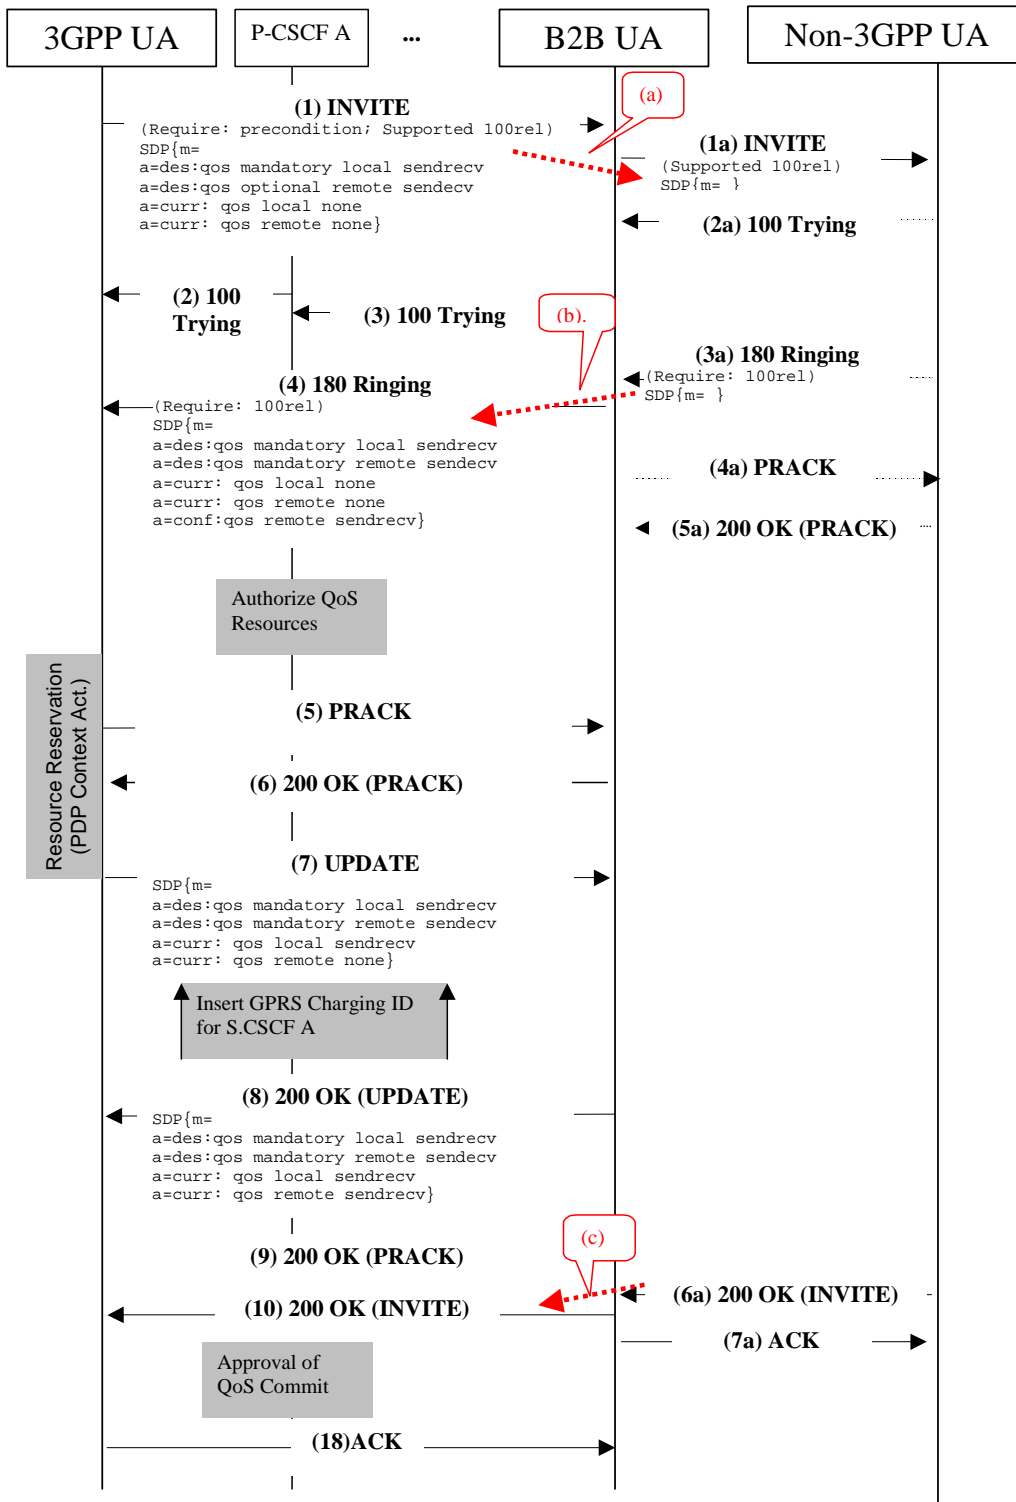 3GPP UA
P-CSCF A
...
B2B UA
Non-3GPP UA
(1) INVITE
(Require: precondition; Supported 100rel)
SDP{m=
a=des:qos mandatory local sendrecv
a=des:qos optional remote sendecv
a=curr: qos local none
a=curr: qos remote none}
(a)
(1a) INVITE
(Supported 100rel)
SDP{m= }
(2a) 100 Trying
(2) 100
Trying
(3) 100 Trying
(b).
(3a) 180 Ringing
(Require: 100rel)
SDP{m= }
(4) 180 Ringing
(Require: 100rel)
SDP{m=
a=des:qos mandatory local sendrecv
a=des:qos mandatory remote sendecv
a=curr: qos local none
a=curr: qos remote none
a=conf:qos remote sendrecv}
(4a) PRACK
(5a) 200 OK (PRACK)
Authorize QoS
Resources
Resource Reservation
(PDP Context Act.)
(5) PRACK
(6) 200 OK (PRACK)
(7) UPDATE
SDP{m=
a=des:qos mandatory local sendrecv
a=des:qos mandatory remote sendecv
a=curr: qos local sendrecv
a=curr: qos remote none}
Insert GPRS Charging ID
for S.CSCF A
(8) 200 OK (UPDATE)
SDP{m=
a=des:qos mandatory local sendrecv
a=des:qos mandatory remote sendecv
a=curr: qos local sendrecv
a=curr: qos remote sendrecv}
(9) 200 OK (PRACK)
(c)
(6a) 200 OK (INVITE)
(10) 200 OK (INVITE)
(7a) ACK
Approval of
QoS Commit
(18)ACK